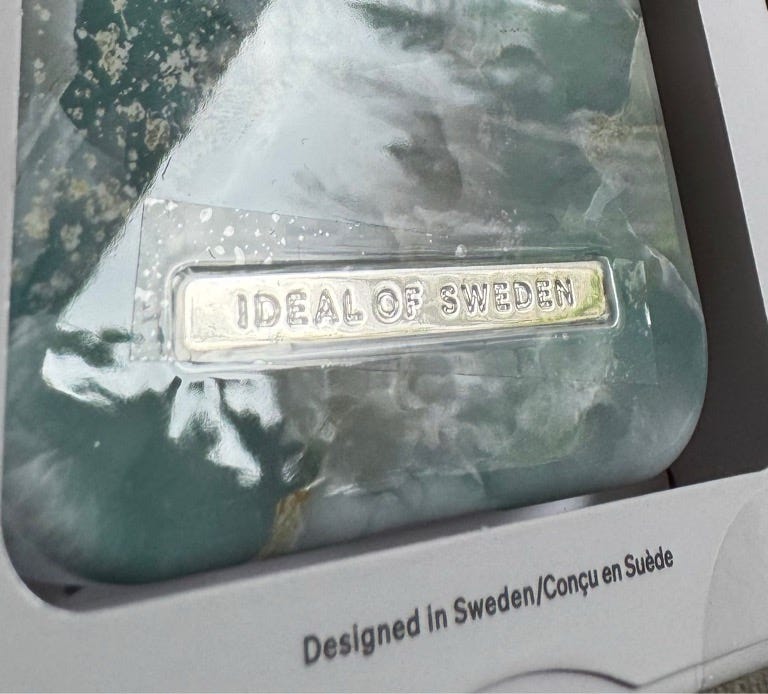 IDEAL OF SWEDEN
Designed in Sweden/Conçu en Suède